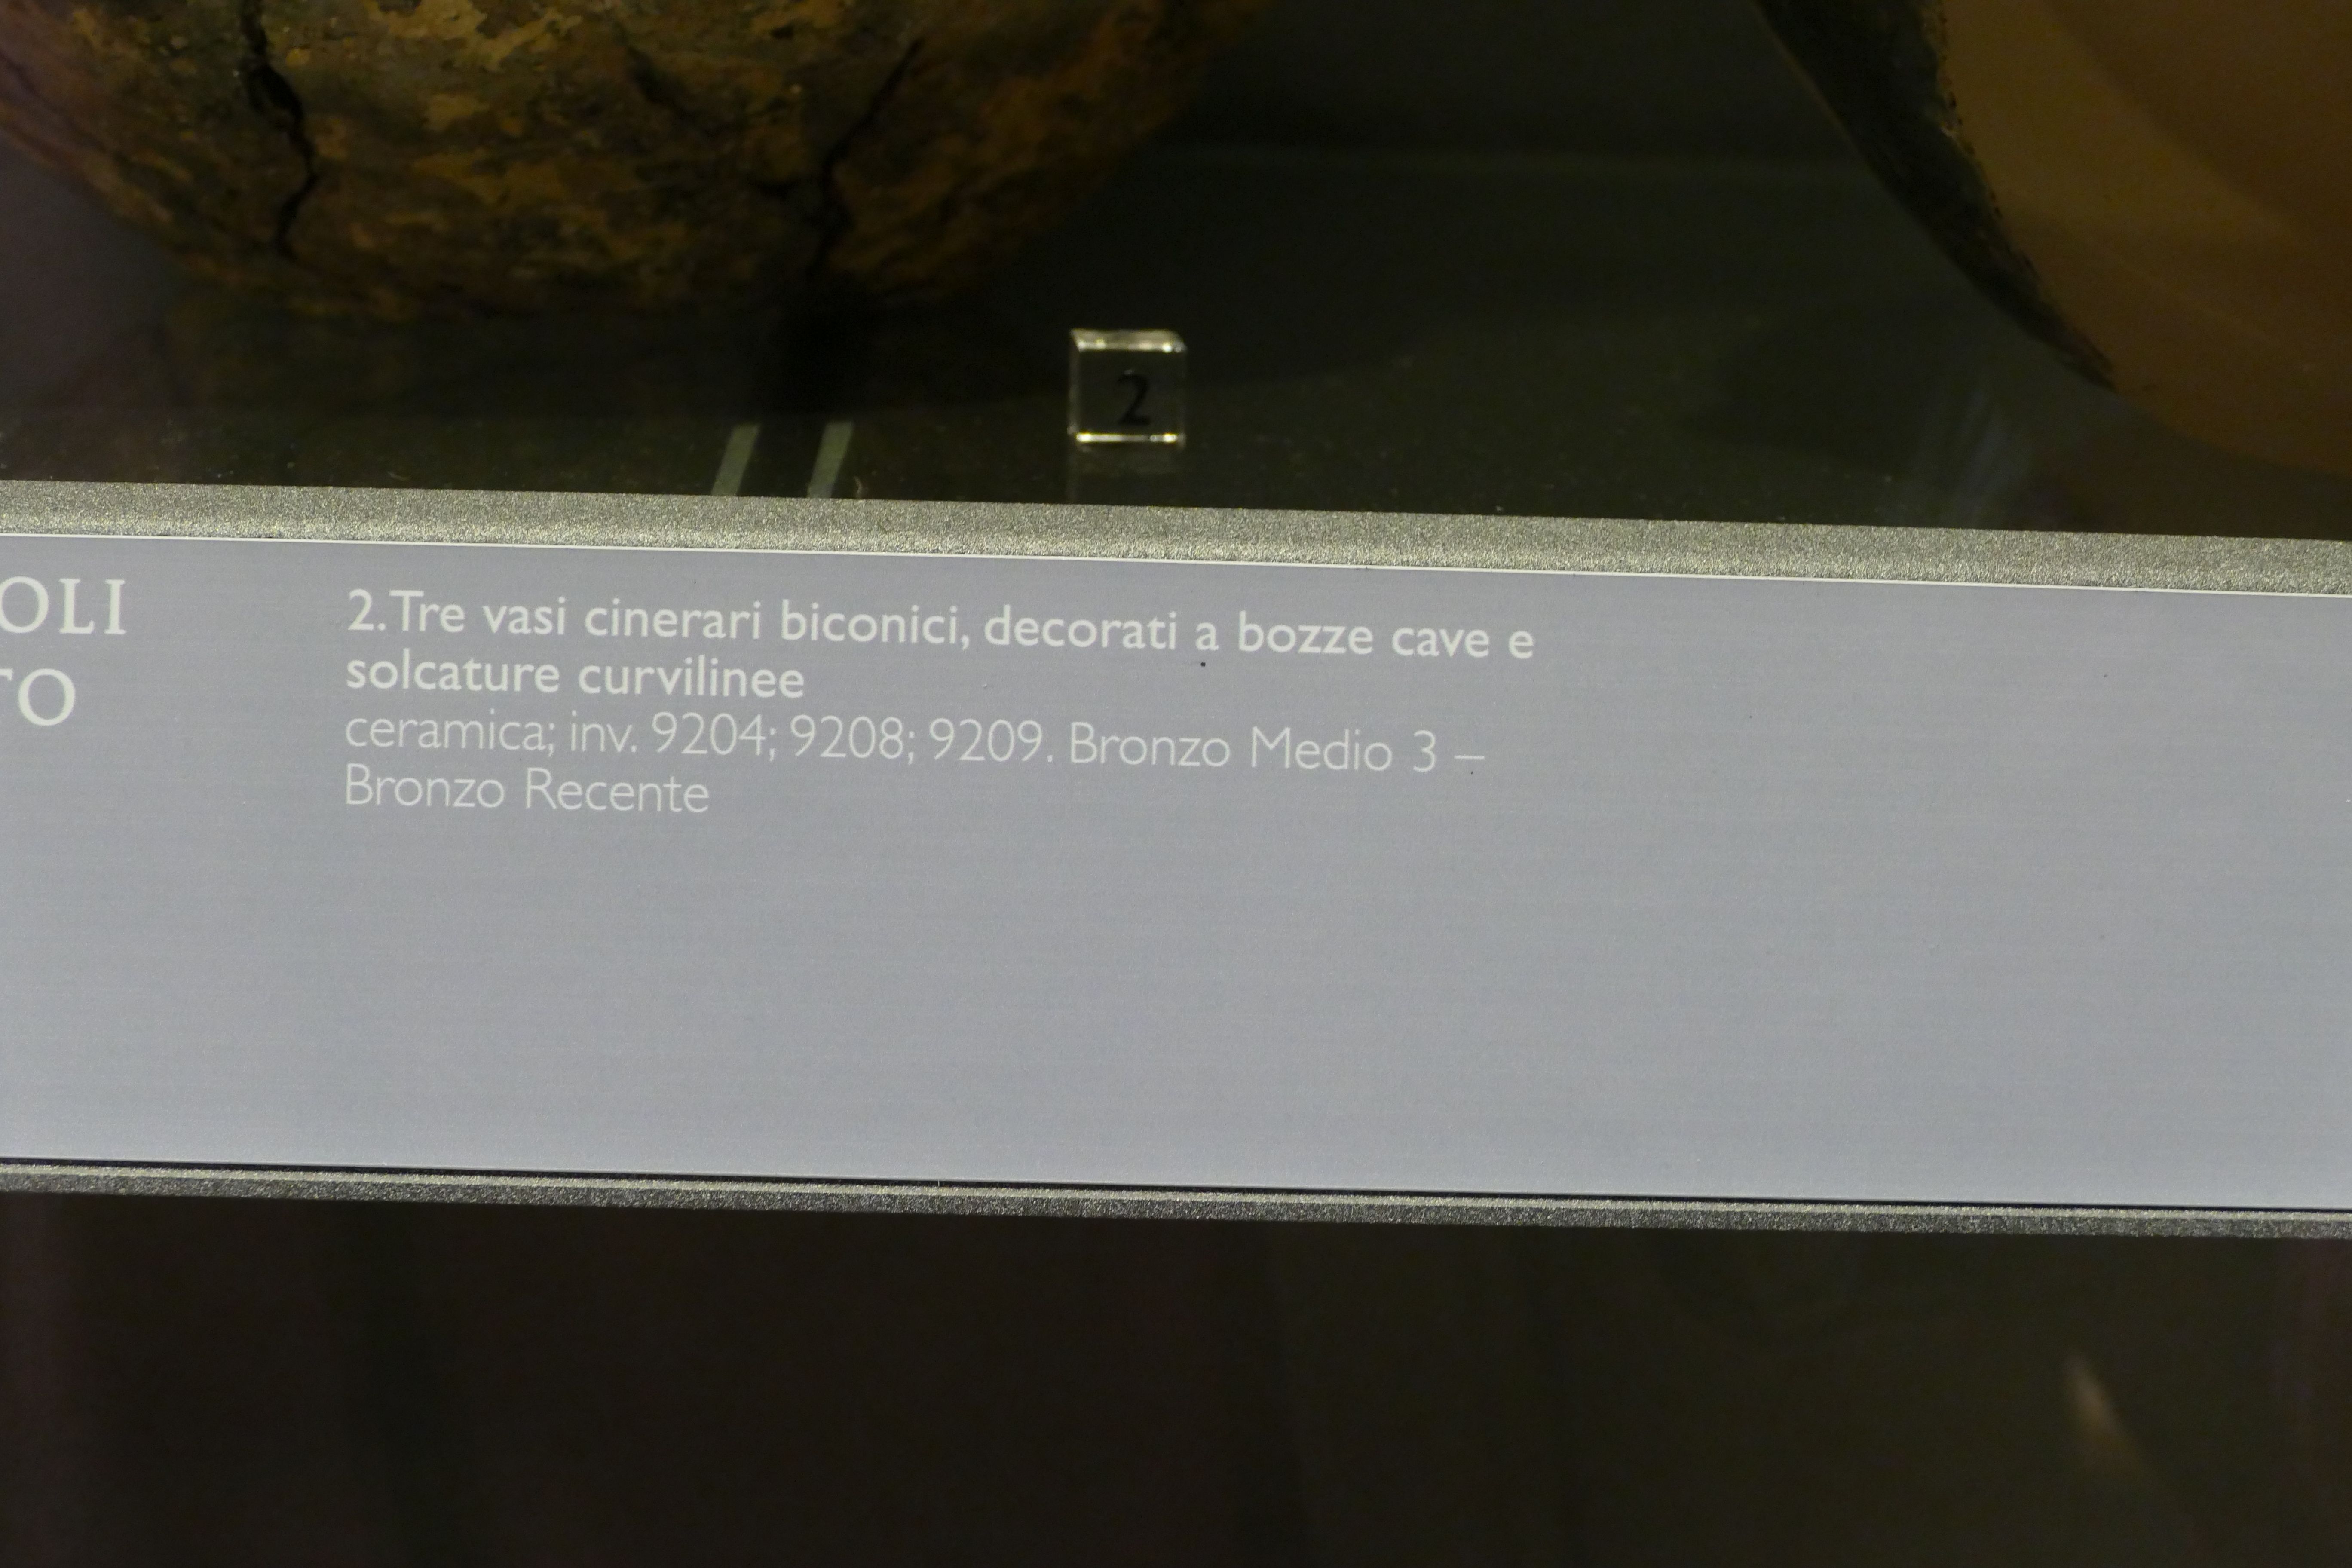 2
OLI
TO
2. Tre vasi cinerari biconici, decorati a bozze cave e
solcature curvilinee
ceramica; inv. 9204; 9208; 9209. Bronzo Medio 3 –
Bronzo Recente